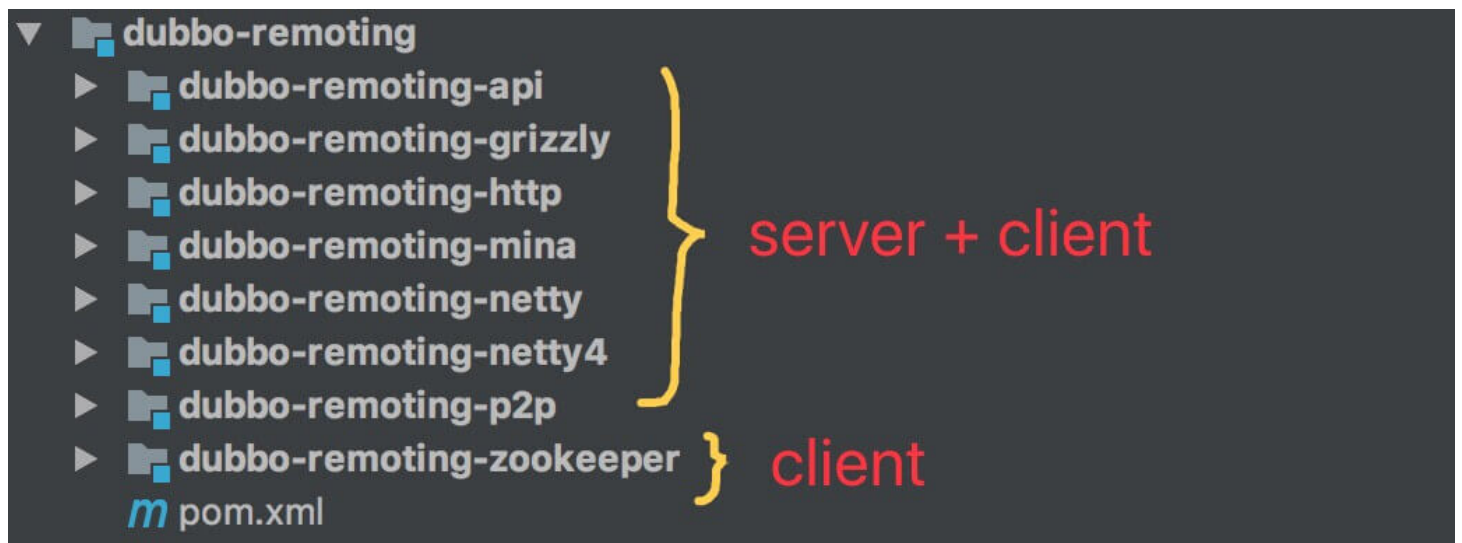 dubbo-remoting
dubbo-remoting-api
dubbo-remoting-grizzly
dubbo-remoting-http
dubbo-remoting-mina
server + client
dubbo-remoting-netty
dubbo-remoting-netty4
dubbo-remoting-p2p
dubbo-remoting-zookeeper
client
m pom.xml